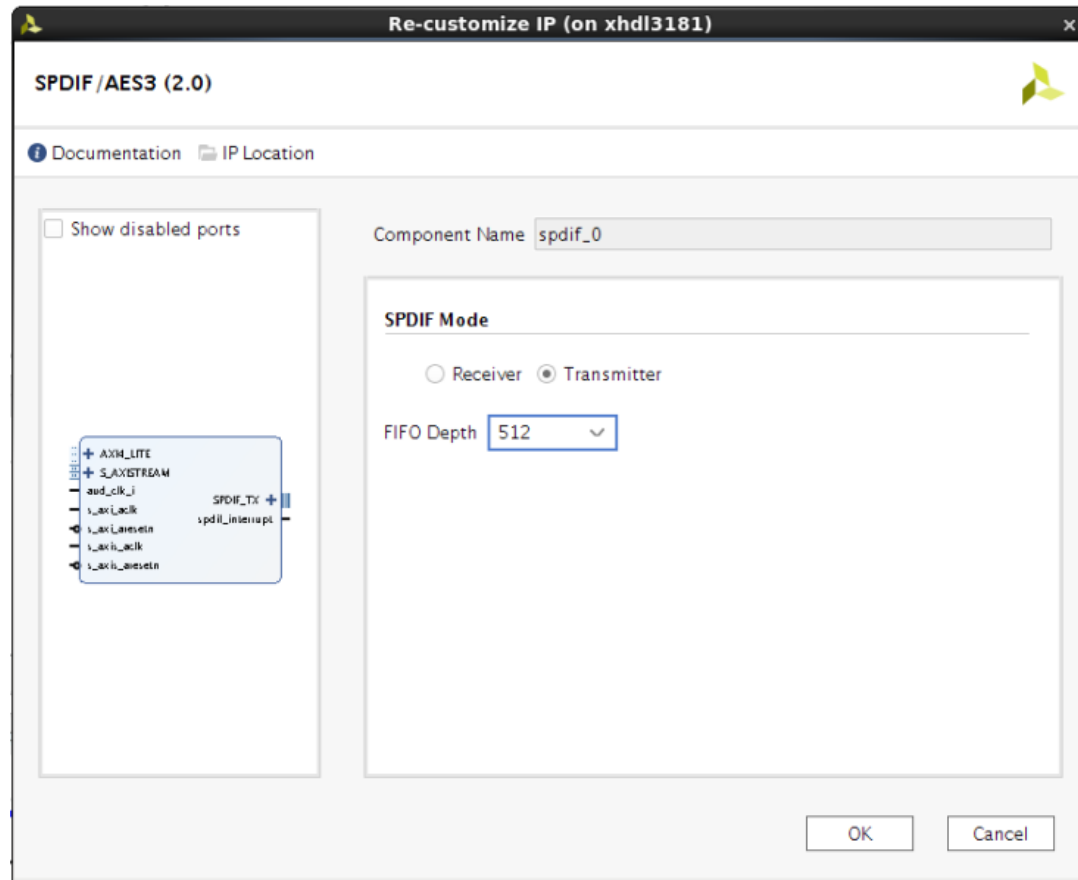 Re-customize IP (on xhdl3181)
SPDIF/AES3 (2.0)
Documentation IP Location
Show disabled ports
Component Name spdif_0
SPDIF Mode
Receiver Transmitter
FIFO Depth 512
AXI4_LITE
S_AXISTREAM
aud_clk_i
s_axi_aclk
s_axi_aresetn
s_axis_aclk
s_axis_aresetn
SPDIF_TX
spdif_interrupt
OK Cancel